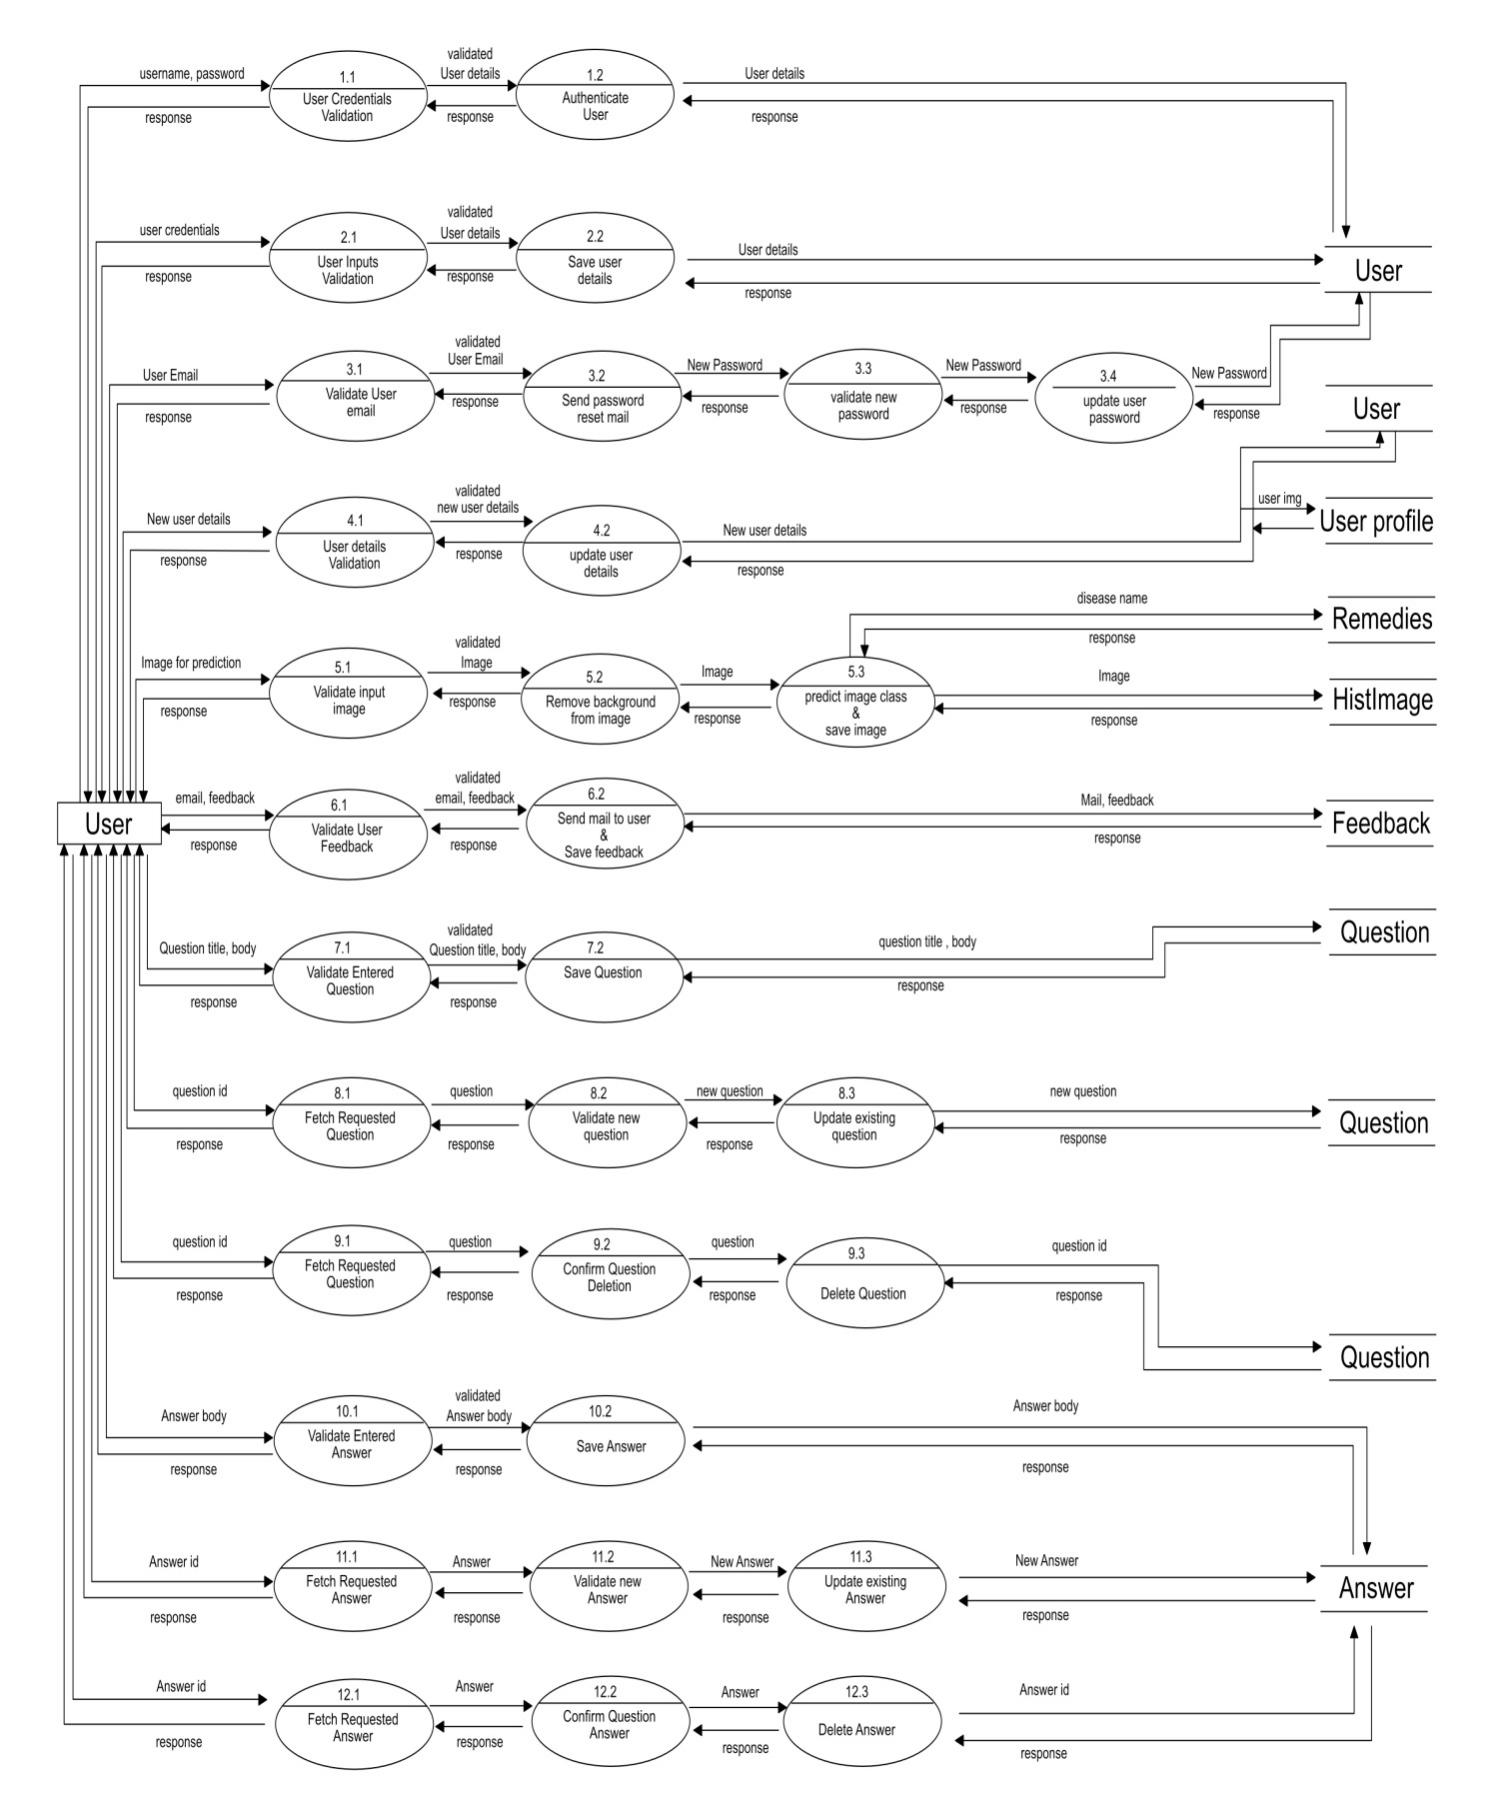 username, password
response
1.1
User Credentials
Validation
validated
User details
response
1.2
Authenticate
User
User details
response
user credentials
response
2.1
User Inputs
Validation
validated
User details
response
2.2
Save user
details
User details
response
User
User Email
response
3.1
Validate User
email
validated
User Email
response
3.2
Send password
reset mail
New Password
response
3.3
validate new
password
New Password
response
3.4
update user
password
New Password
response
User
New user details
response
4.1
User details
Validation
validated
new user details
response
4.2
update user
details
New user details
response
user img
User profile
Image for prediction
response
5.1
Validate input
image
validated
Image
response
5.2
Remove background
from image
Image
response
5.3
predict image class
&
save image
disease name
response
Remedies
Image
response
HistImage
User
email, feedback
response
6.1
Validate User
Feedback
validated
email, feedback
response
6.2
Send mail to user
&
Save feedback
Mail, feedback
response
Feedback
Question title, body
response
7.1
Validate Entered
Question
validated
Question title, body
response
7.2
Save Question
question title , body
response
Question
question id
response
8.1
Fetch Requested
Question
question
response
8.2
Validate new
question
new question
response
8.3
Update existing
question
new question
response
Question
question id
response
9.1
Fetch Requested
Question
question
response
9.2
Confirm Question
Deletion
question
response
9.3
Delete Question
question id
response
Question
Answer body
response
10.1
Validate Entered
Answer
validated
Answer body
response
10.2
Save Answer
Answer body
response
Answer id
response
11.1
Fetch Requested
Answer
Answer
response
11.2
Validate new
Answer
New Answer
response
11.3
Update existing
Answer
New Answer
response
Answer
Answer id
response
12.1
Fetch Requested
Answer
Answer
response
12.2
Confirm Question
Answer
Answer
response
12.3
Delete Answer
Answer id
response